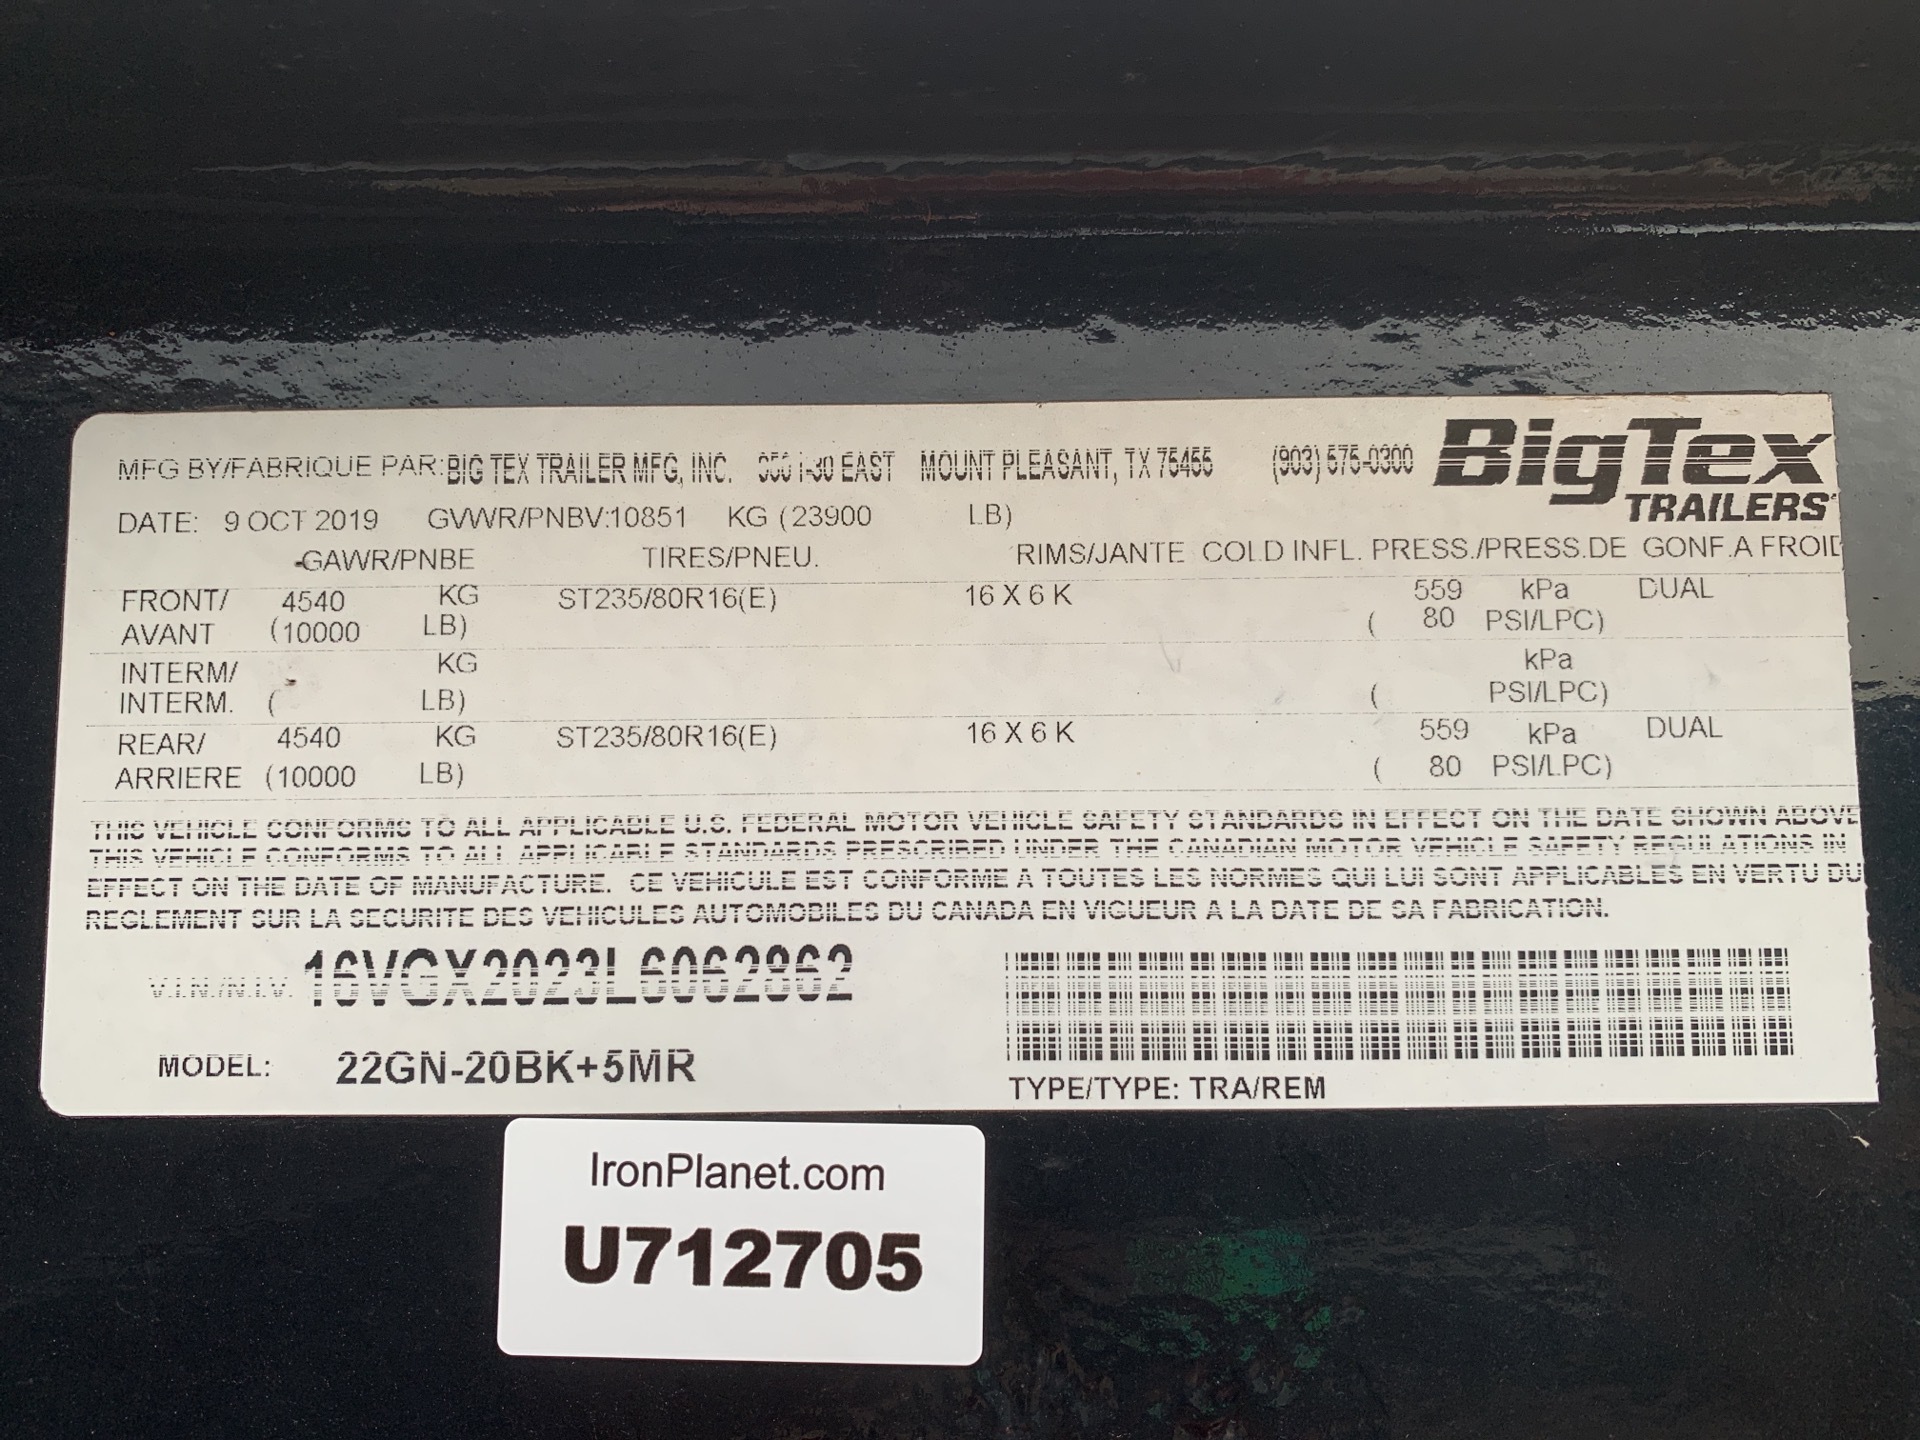 MFG BY/FABRIQUE PAR: BIG TEX TRAILER MFG, INC. 950 I-30 EAST MOUNT PLEASANT, TX 75455 (903) 575-0300
BigTex
TRAILERS
DATE: 9 OCT 2019 GVWR/PNBV:10851 KG (23900 LB)
GAWR/PNBE TIRES/PNEU. RIMS/JANTE COLD INFL. PRESS./PRESS.DE GONF.A FROID
FRONT/ 4540 KG ST235/80R16(E) 16 X 6 K 559 kPa DUAL
AVANT (10000 LB) ( 80 PSI/LPC)
INTERM/ KG kPa
INTERM. ( LB) ( PSI/LPC)
REAR/ 4540 KG ST235/80R16(E) 16 X 6 K 559 kPa DUAL
ARRIERE (10000 LB) ( 80 PSI/LPC)
THIS VEHICLE CONFORMS TO ALL APPLICABLE U.S. FEDERAL MOTOR VEHICLE SAFETY STANDARDS IN EFFECT ON THE DATE SHOWN ABOVE
THIS VEHICLE CONFORMS TO ALL APPLICABLE STANDARDS PRESCRIBED UNDER THE CANADIAN MOTOR VEHICLE SAFETY REGULATIONS IN
EFFECT ON THE DATE OF MANUFACTURE. CE VEHICULE EST CONFORME A TOUTES LES NORMES QUI LUI SONT APPLICABLES EN VERTU DU
REGLEMENT SUR LA SECURITE DES VEHICULES AUTOMOBILES DU CANADA EN VIGUEUR A LA DATE DE SA FABRICATION.
V.I.N./N.I.V. 16VGX2023L6062862
MODEL: 22GN-20BK+5MR
TYPE/TYPE: TRA/REM
IronPlanet.com
U712705